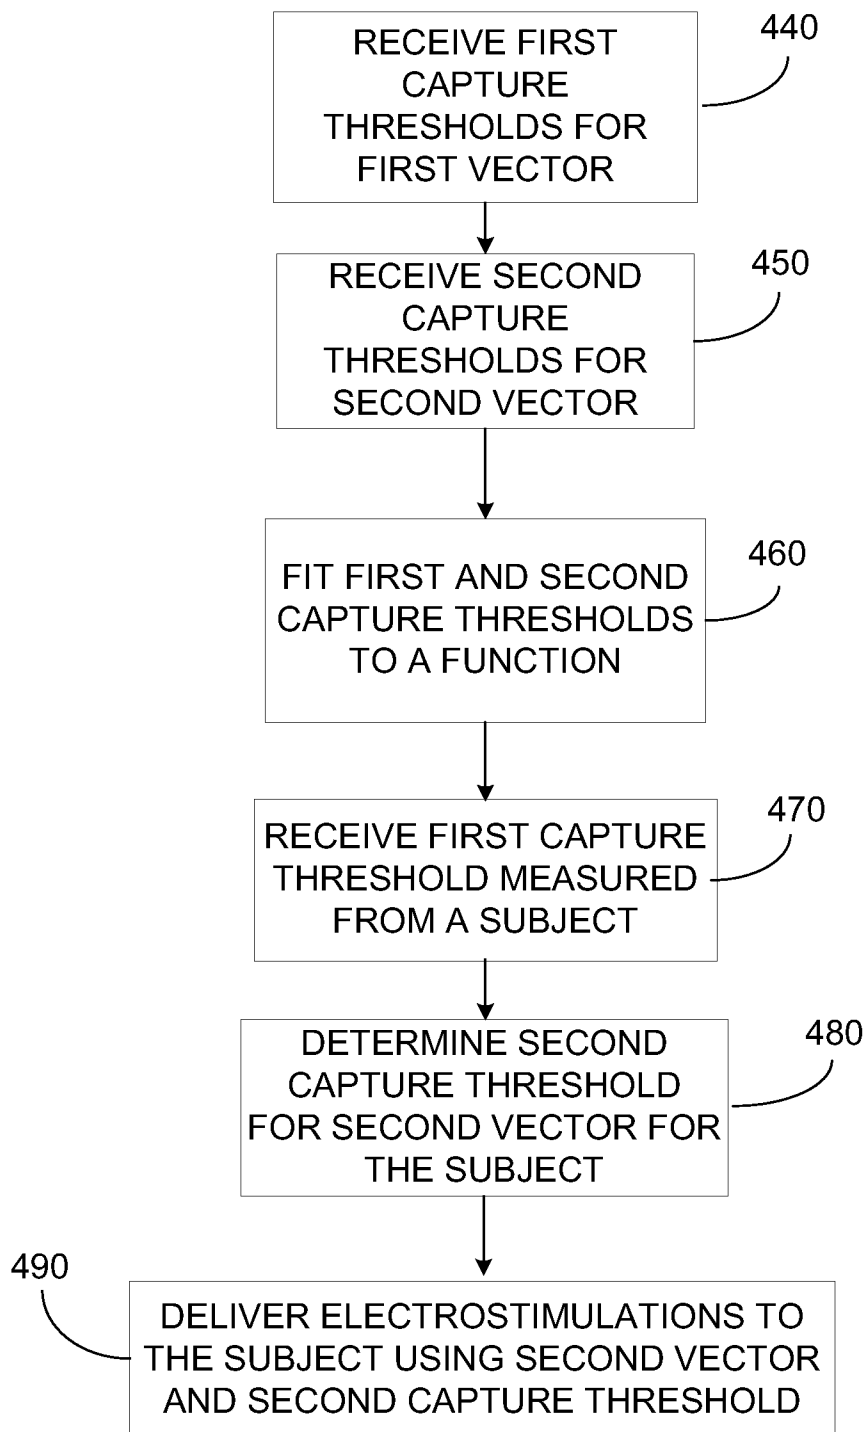 RECEIVE FIRST
CAPTURE
THRESHOLDS FOR
FIRST VECTOR
440
RECEIVE SECOND
CAPTURE
THRESHOLDS FOR
SECOND VECTOR
450
FIT FIRST AND SECOND
CAPTURE THRESHOLDS
TO A FUNCTION
460
RECEIVE FIRST CAPTURE
THRESHOLD MEASURED
FROM A SUBJECT
470
DETERMINE SECOND
CAPTURE THRESHOLD
FOR SECOND VECTOR FOR
THE SUBJECT
480
490
DELIVER ELECTROSTIMULATIONS TO
THE SUBJECT USING SECOND VECTOR
AND SECOND CAPTURE THRESHOLD